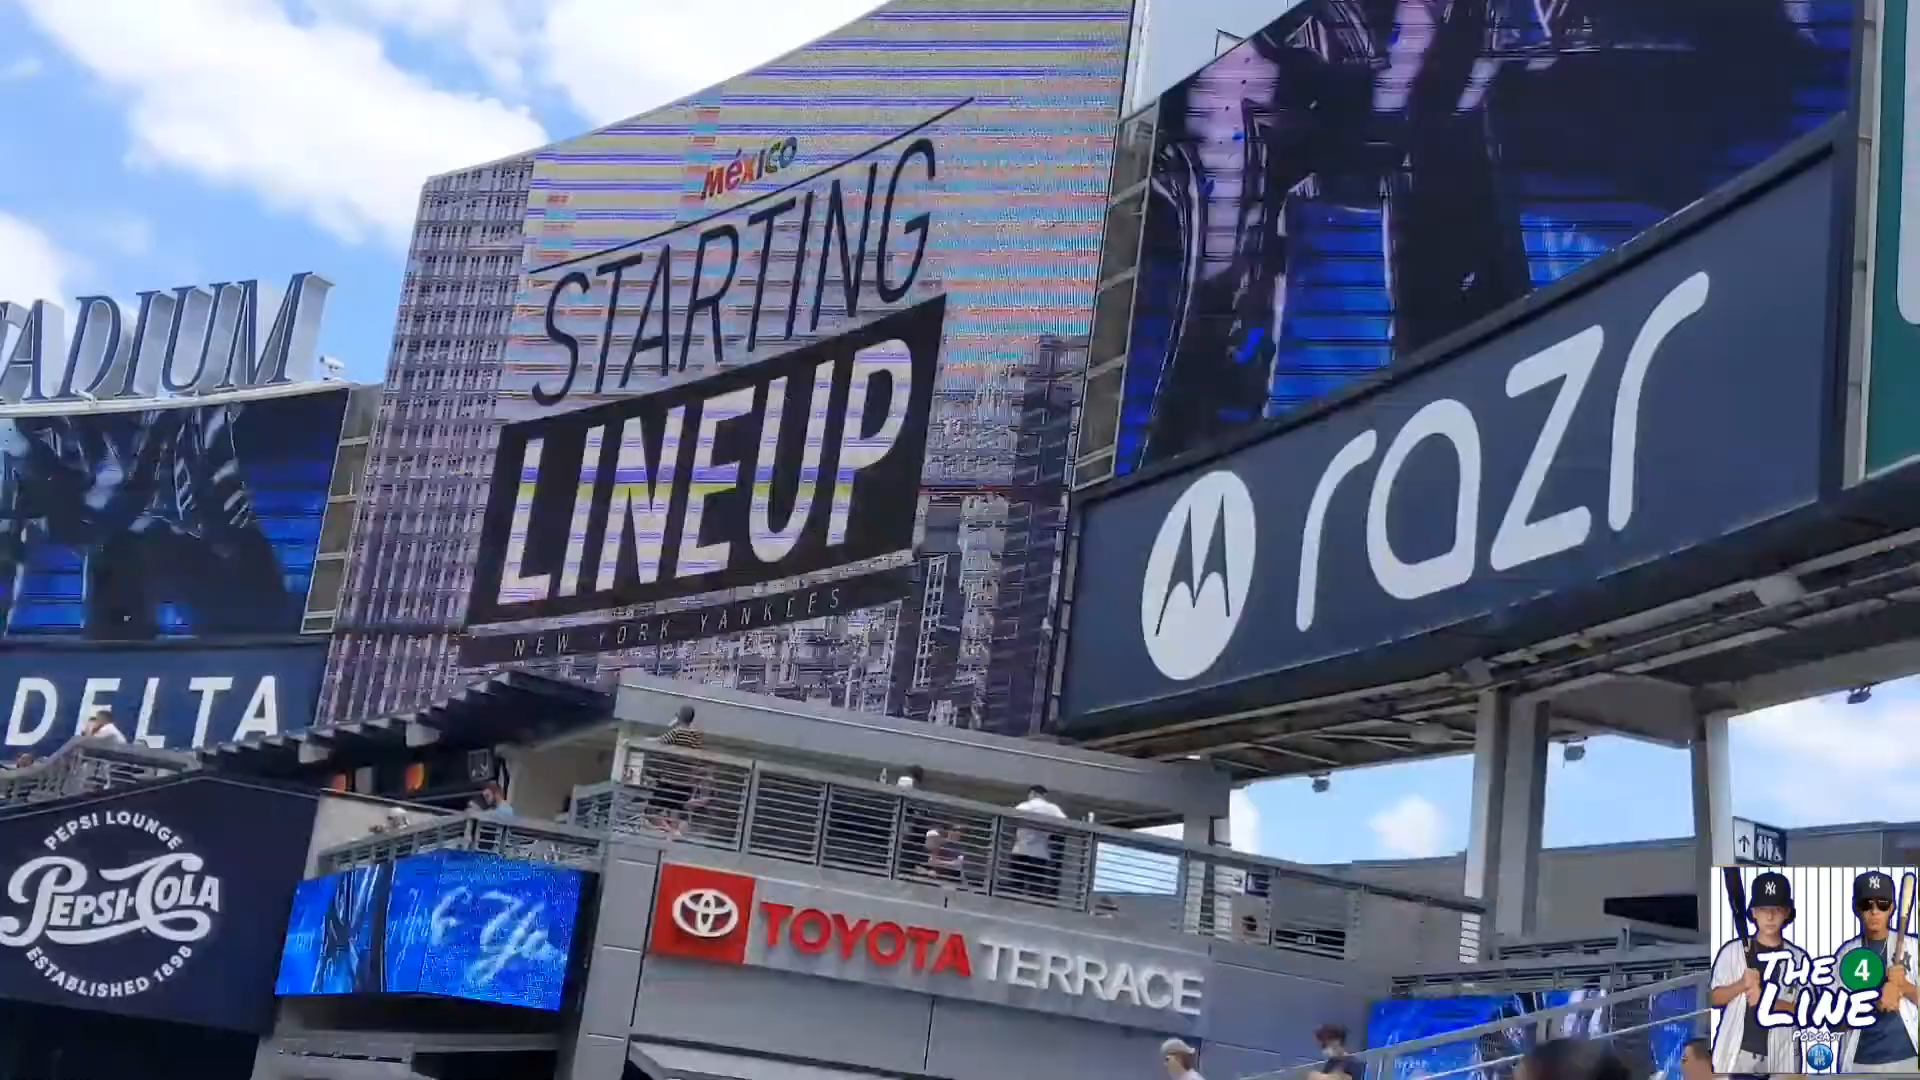 TADIUM
México
STARTING
LINEUP
NEW YORK YANKEES
razr
DELTA
PEPSI LOUNGE
PEPSI-COLA
ESTABLISHED 1898
TOYOTA TERRACE
THE 4
LINE
PODCAST